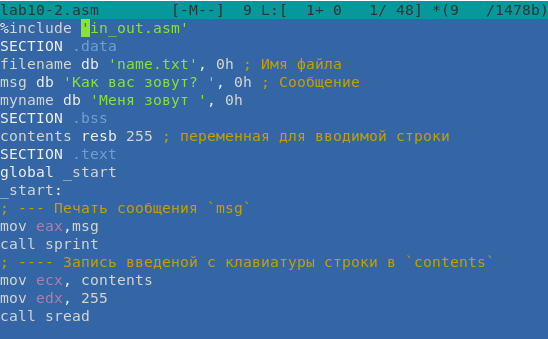 lab10-2.asm [-M--] 9 L:[ 1+ 0 1/ 48] *(9 /1478b)
%include 'in_out.asm'
SECTION .data
filename db 'name.txt', 0h ; Имя файла
msg db 'Как вас зовут? ', 0h ; Сообщение
myname db 'Меня зовут ', 0h
SECTION .bss
contents resb 255 ; переменная для вводимой строки
SECTION .text
global _start
_start:
; --- Печать сообщения `msg`
mov eax,msg
call sprint
; ---- Запись введеной с клавиатуры строки в `contents`
mov ecx, contents
mov edx, 255
call sread